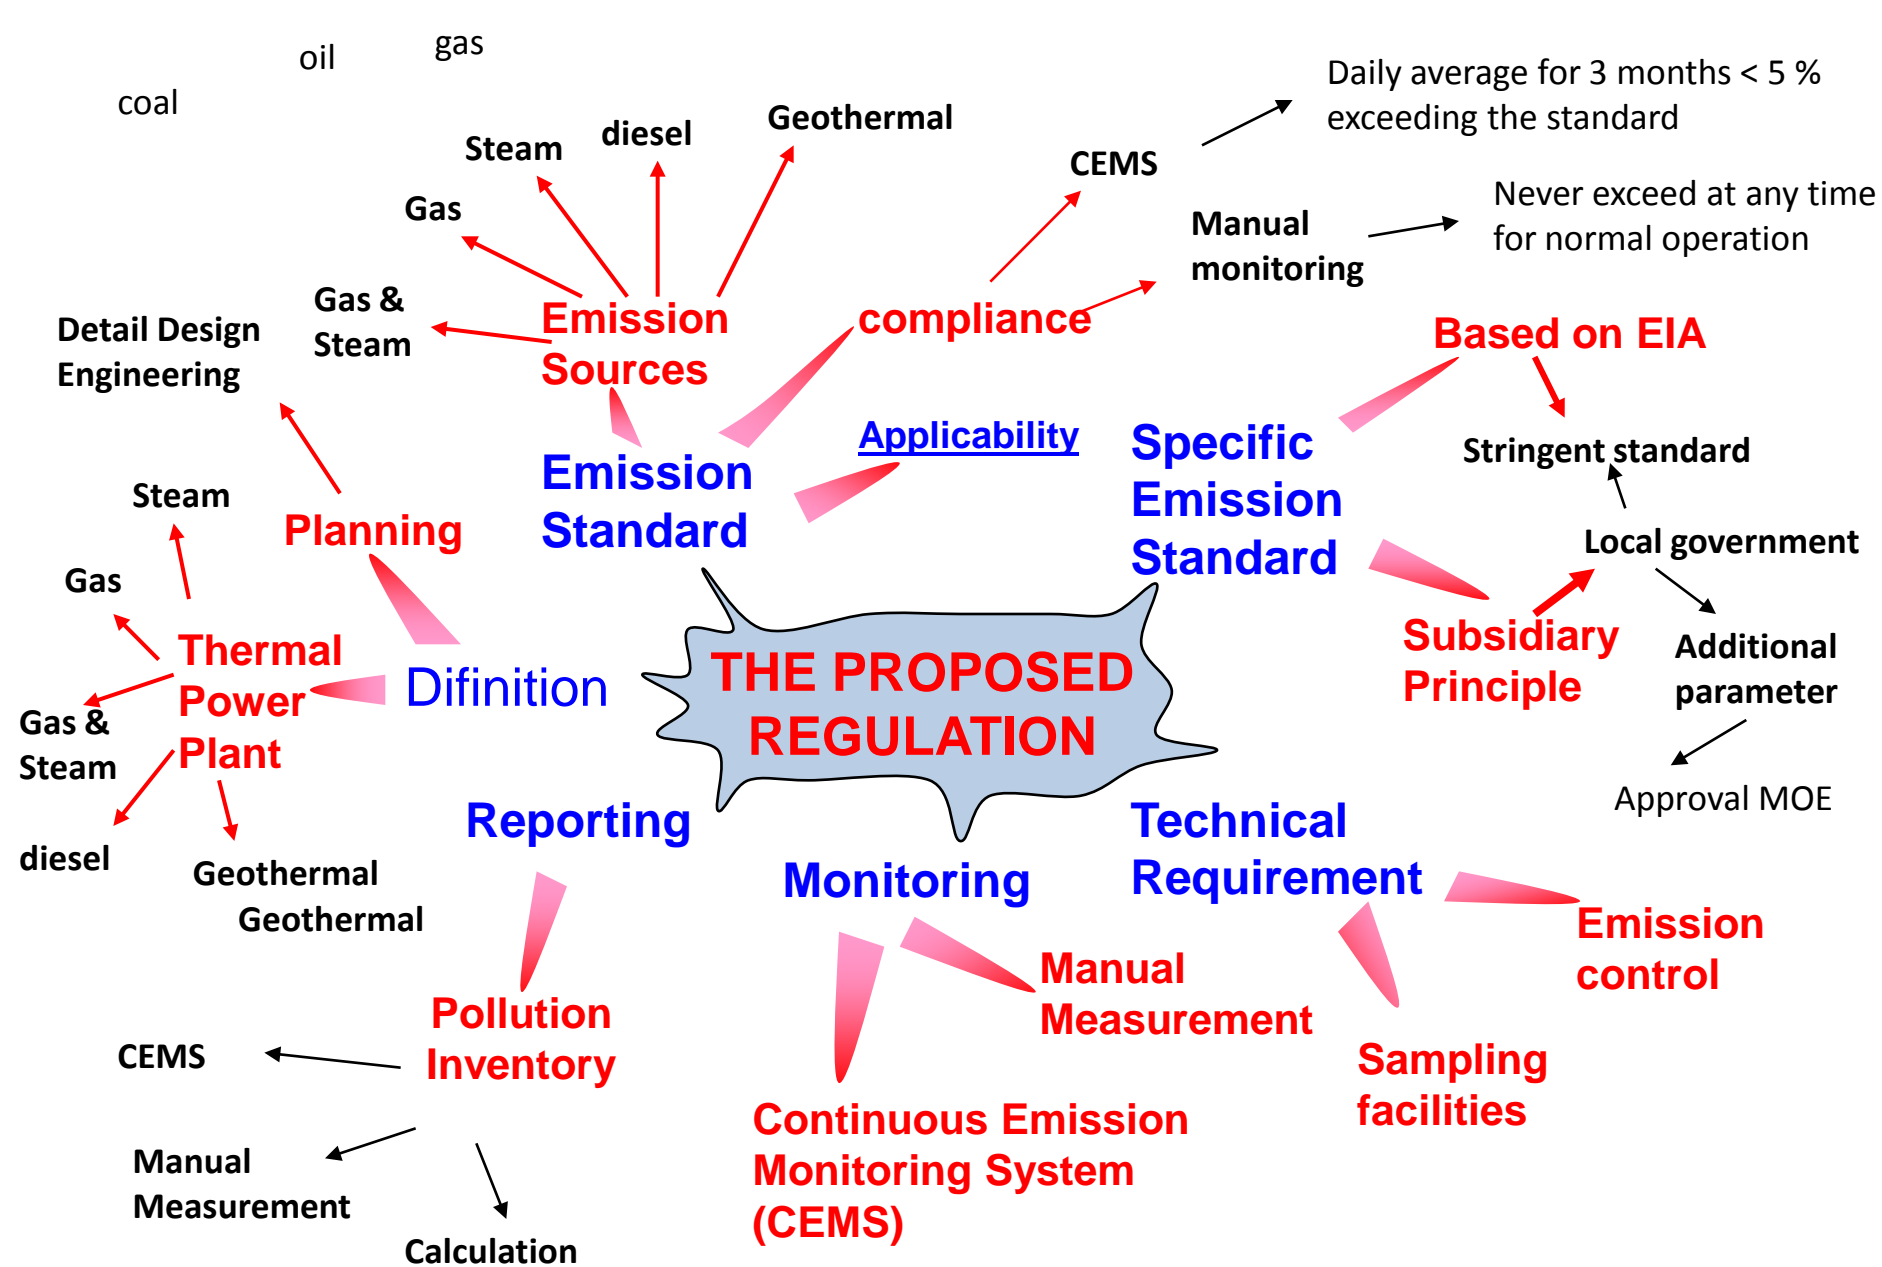 oil
gas
coal
Daily average for 3 months < 5 %
exceeding the standard
Geothermal
diesel
Steam
CEMS
Gas
Never exceed at any time
for normal operation
Manual
monitoring
Gas &
Steam
Detail Design
Engineering
Emission
Sources
compliance
Based on EIA
Applicability
Specific
Emission
Standard
Stringent standard
Emission
Standard
Steam
Planning
Local government
Gas
Thermal
Power
Plant
Difinition
THE PROPOSED
REGULATION
Subsidiary
Principle
Additional
parameter
Gas &
Steam
Approval MOE
diesel
Geothermal
Geothermal
Reporting
Monitoring
Technical
Requirement
Emission
control
Manual
Measurement
Pollution
Inventory
CEMS
Sampling
facilities
Continuous Emission
Monitoring System
(CEMS)
Manual
Measurement
Calculation